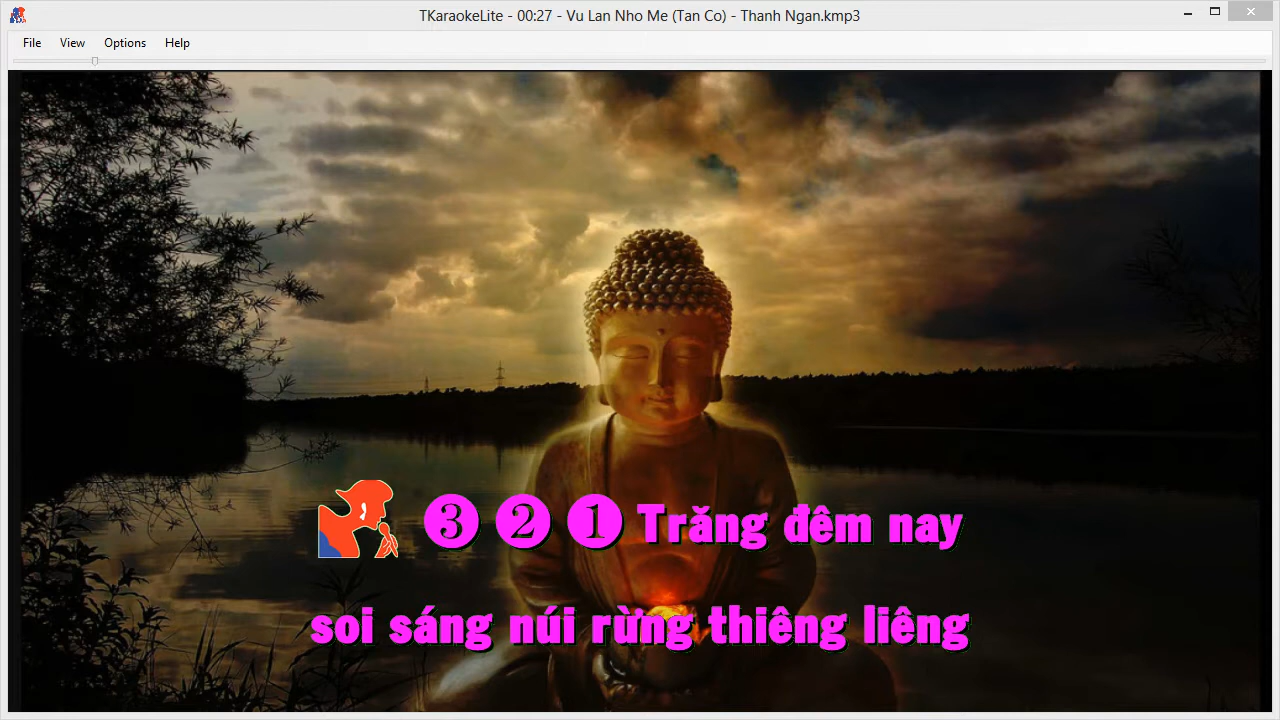 TKaraokeLite - 00:27 - Vu Lan Nho Me (Tan Co) - Thanh Ngan.kmp3
File View Options Help
3 2 1 Trăng đêm nay
soi sáng núi rừng thiêng liêng